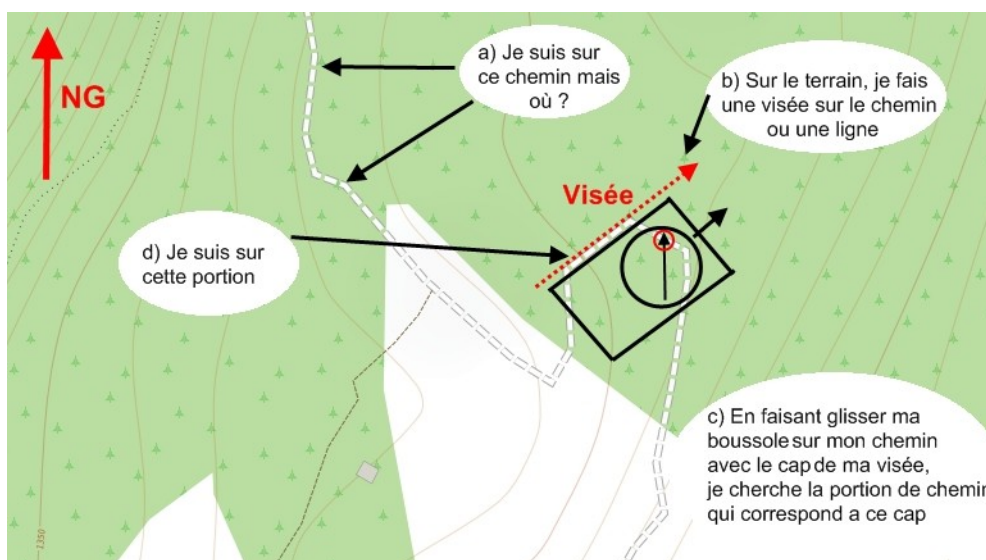 NG
a) Je suis sur
ce chemin mais
où ?
b) Sur le terrain, je fais
une visée sur le chemin
ou une ligne
Visée
d) Je suis sur
cette portion
c) En faisant glisser ma
boussole sur mon chemin
avec le cap de ma visée,
je cherche la portion de chemin
qui correspond a ce cap
1350